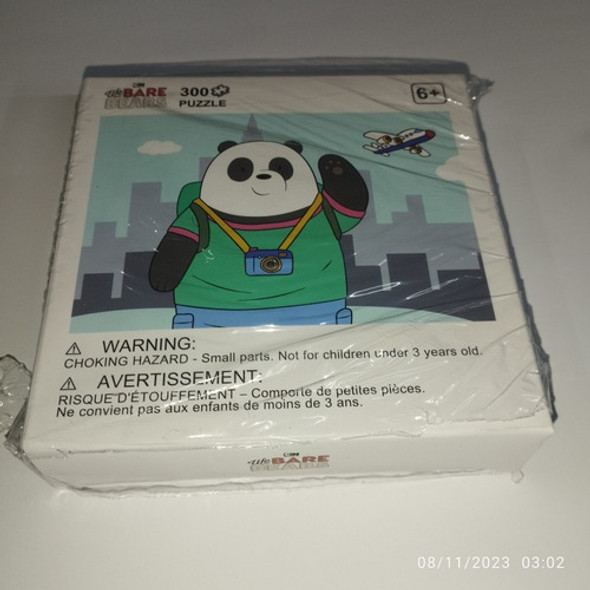 CN
We BARE 300
BEARS PUZZLE
6+
WARNING:
CHOKING HAZARD - Small parts. Not for children under 3 years old.
AVERTISSEMENT:
RISQUE D'ÉTOUFFEMENT – Comporte de petites pièces.
Ne convient pas aux enfants de moins de 3 ans.
CN
We BARE
BEARS
08/11/2023 03:02